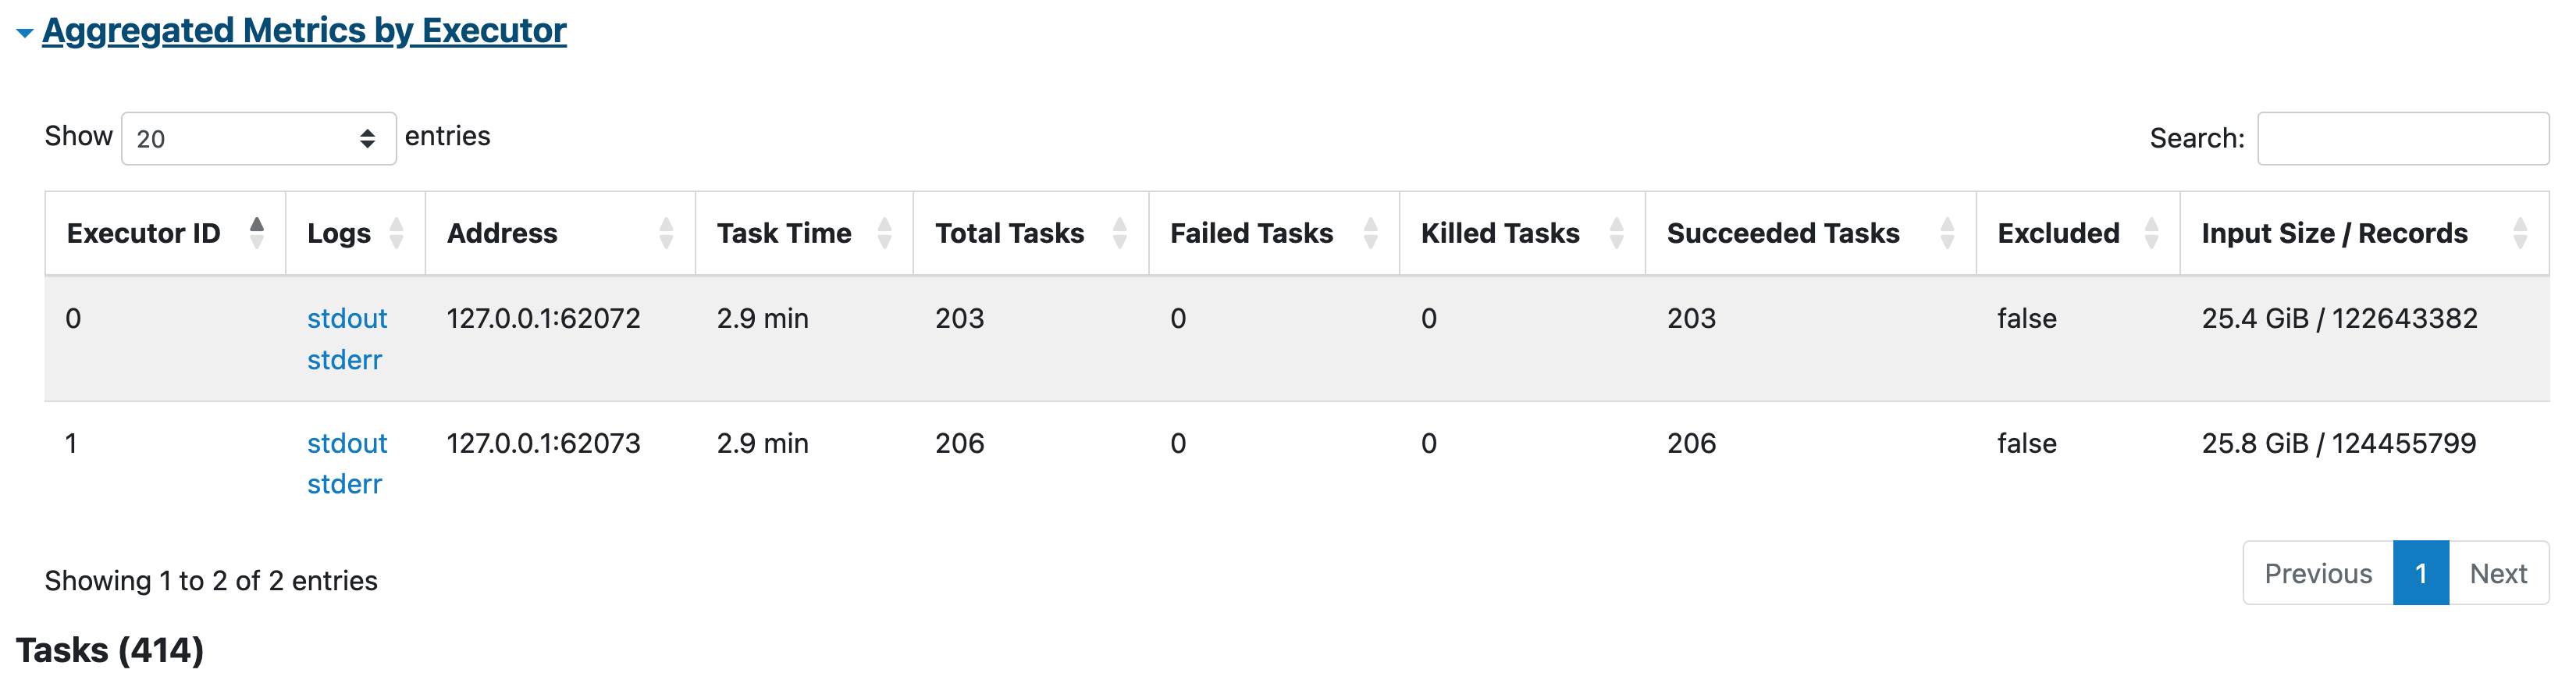 Aggregated Metrics by Executor
Show 20 entries Search:
Executor ID Logs Address Task Time Total Tasks Failed Tasks Killed Tasks Succeeded Tasks Excluded Input Size / Records
0 stdout 127.0.0.1:62072 2.9 min 203 0 0 203 false 25.4 GiB / 122643382
stderr
1 stdout 127.0.0.1:62073 2.9 min 206 0 0 206 false 25.8 GiB / 124455799
stderr
Showing 1 to 2 of 2 entries Previous 1 Next
Tasks (414)